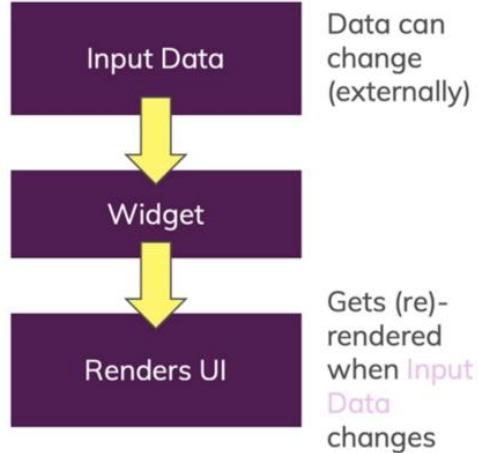 Input Data
Data can
change
(externally)
Widget
Renders UI
Gets (re)-
rendered
when Input
Data
changes